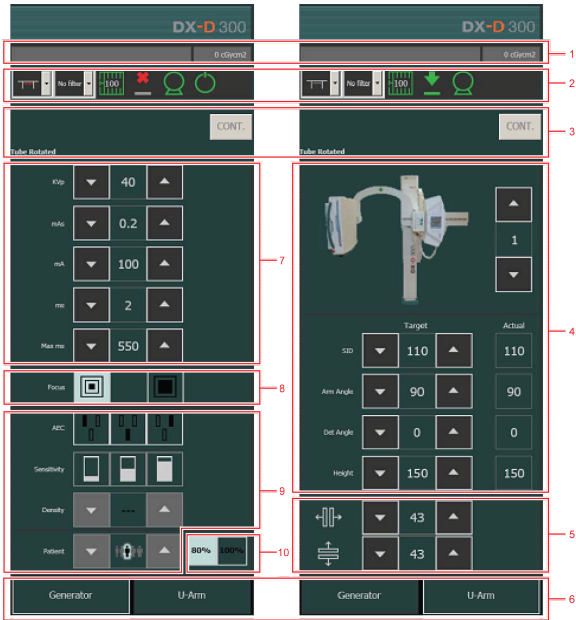 DX-D 300
0 cGycm2
No filter
100
CONT.
Tube Rotated
KVp 40
mAs 0.2
mA 100
ms 2
Max ms 550
Focus
AEC
Sensitivity
Density ---
Patient
80% 100%
Generator U-Arm
DX-D 300
0 cGycm2
No filter
100
CONT.
Tube Rotated
DX-D
1
Target Actual
SID 110 110
Arm Angle 90 90
Det Angle 0 0
Height 150 150
43
43
Generator U-Arm
1
2
3
4
5
6
7
8
9
10